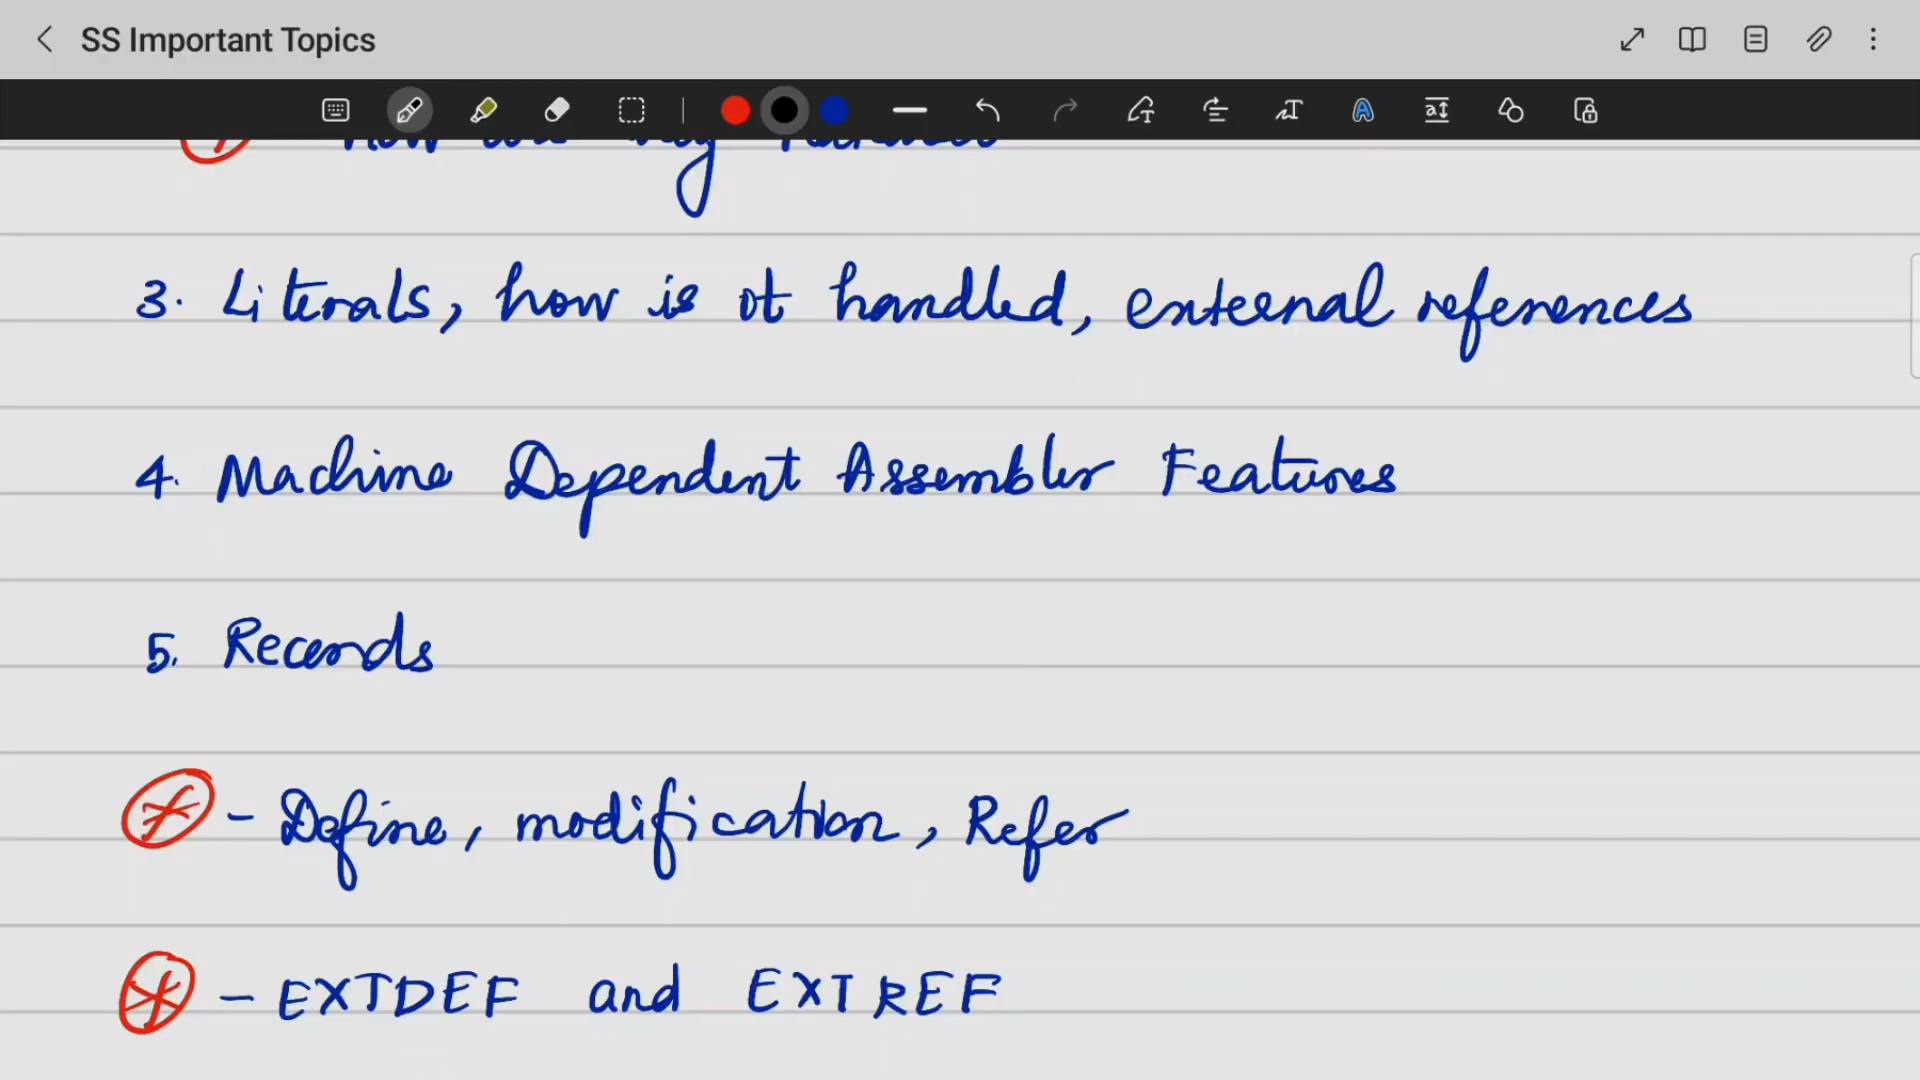 SS Important Topics
3. Literals, how is it handled, external references
4. Machine Dependent Assembler Features
5. Records
- Define, modification, Refer
- EXTDEF and EXTREF